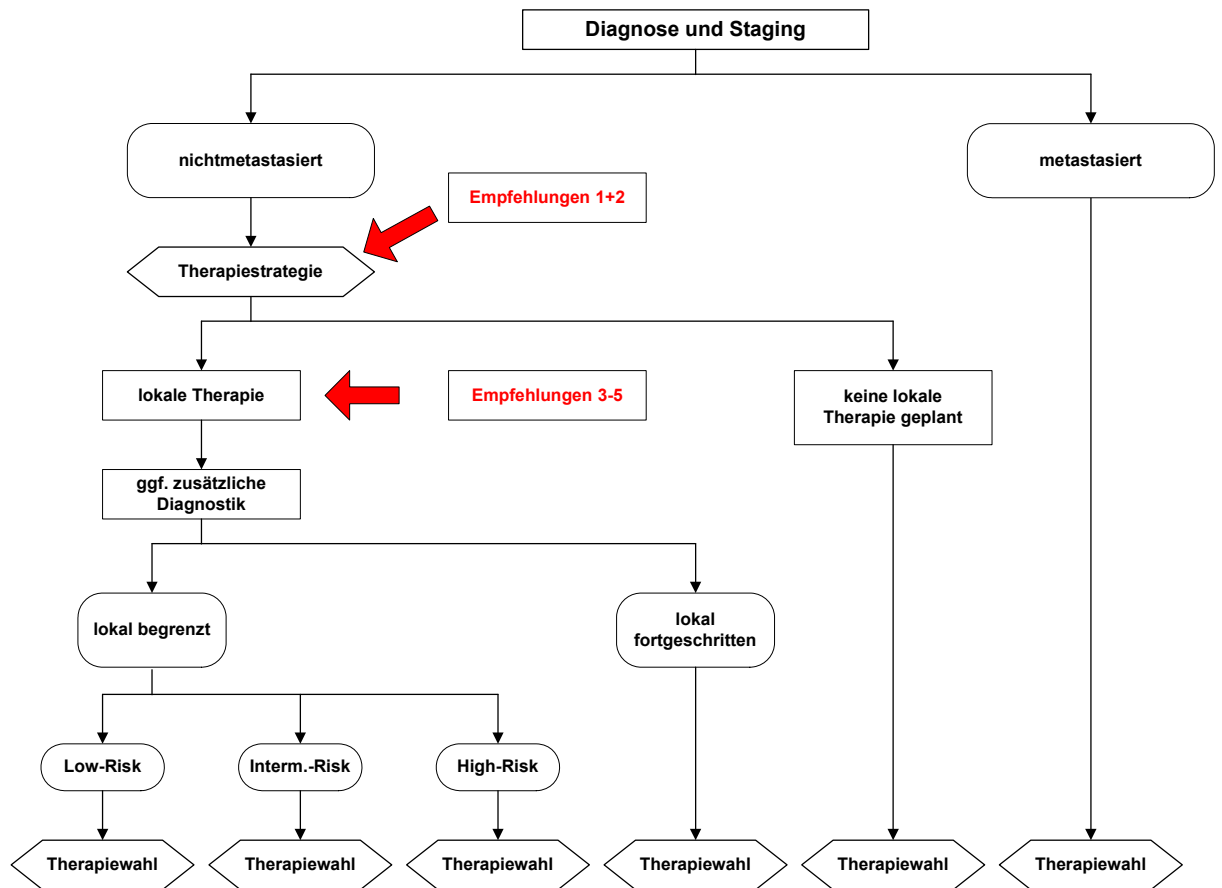 Diagnose und Staging
nichtmetastasiert
metastasiert
Empfehlungen 1+2
Therapiestrategie
lokale Therapie
Empfehlungen 3-5
keine lokale
Therapie geplant
ggf. zusätzliche
Diagnostik
lokal begrenzt
lokal
fortgeschritten
Low-Risk
Interm.-Risk
High-Risk
Therapiewahl
Therapiewahl
Therapiewahl
Therapiewahl
Therapiewahl
Therapiewahl